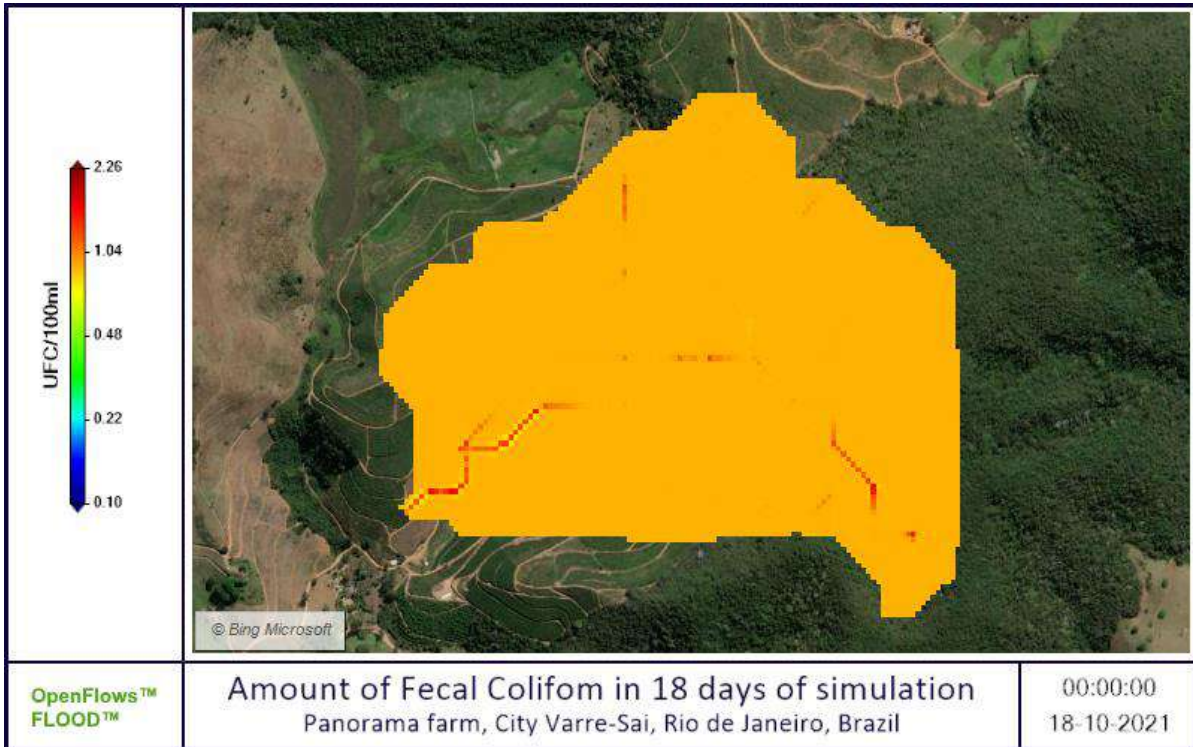 2.26
1.04
0.48
0.22
0.10
UFC/100ml
© Bing Microsoft
OpenFlows™
FLOOD™
Amount of Fecal Colifom in 18 days of simulation
Panorama farm, City Varre-Sai, Rio de Janeiro, Brazil
00:00:00
18-10-2021